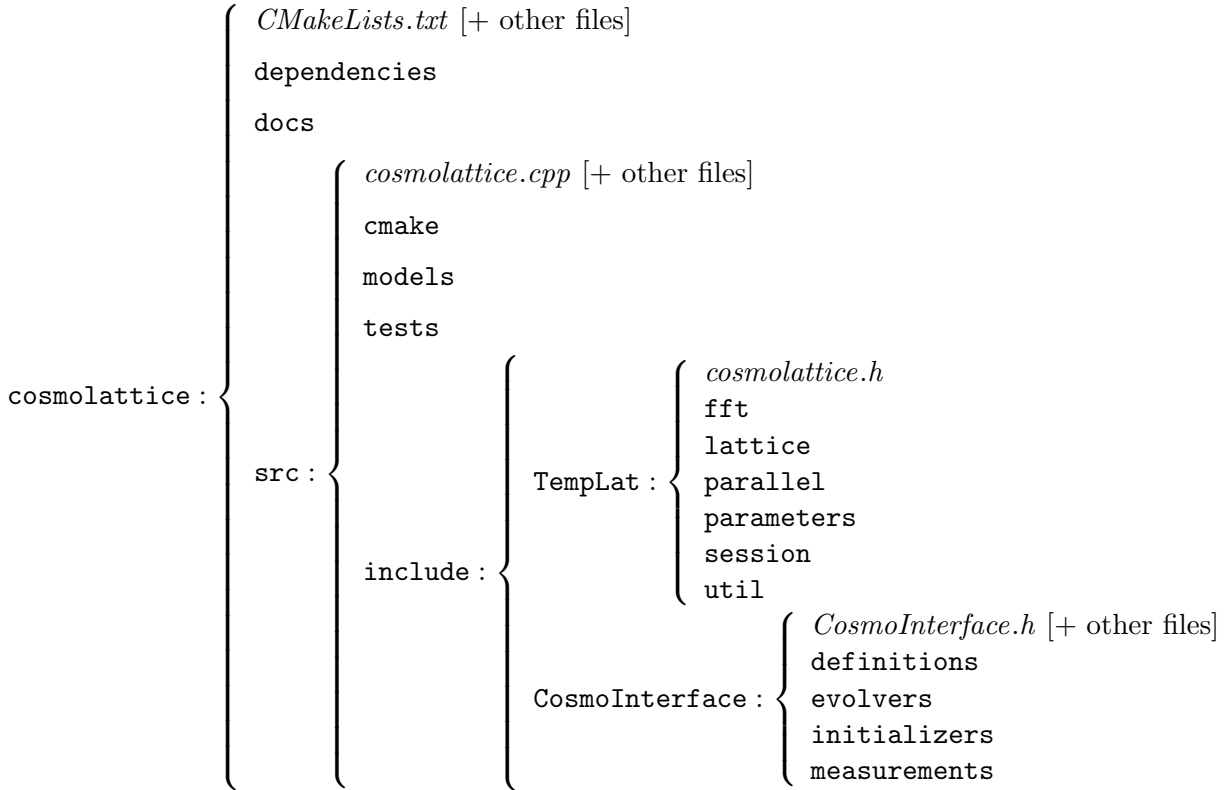 CMakeLists.txt [+ other files]
dependencies
docs
cosmolattice.cpp [+ other files]
cmake
models
tests
cosmolattice.h
cosmolattice :
fft
lattice
src :
TempLat :
parallel
parameters
session
include :
util
CosmoInterface.h [+ other files]
definitions
CosmoInterface :
evolvers
initializers
measurements